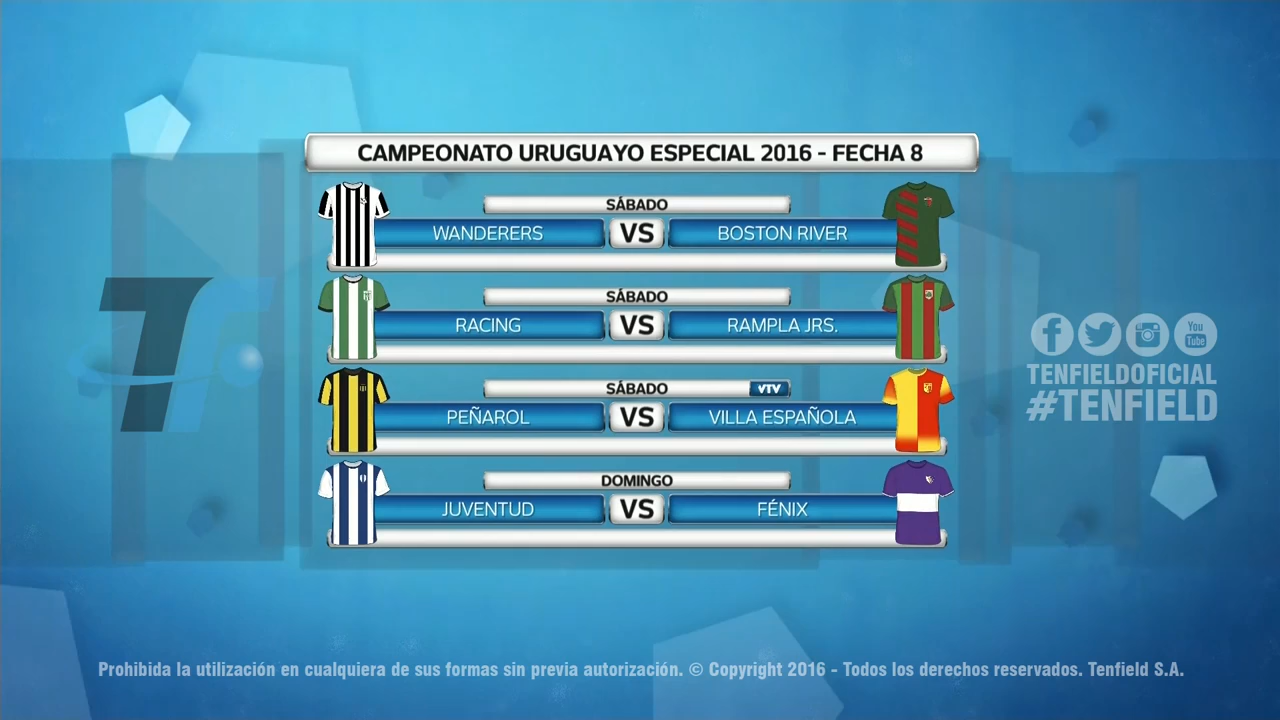 CAMPEONATO URUGUAYO ESPECIAL 2016 - FECHA 8
SÁBADO
WANDERERS VS BOSTON RIVER
SÁBADO
RACING VS RAMPLA JRS.
SÁBADO VTV
PEÑAROL VS VILLA ESPAÑOLA
DOMINGO
JUVENTUD VS FÉNIX
You
Tube
TENFIELDOFICIAL
#TENFIELD
Prohibida la utilización en cualquiera de sus formas sin previa autorización. © Copyright 2016 - Todos los derechos reservados. Tenfield S.A.